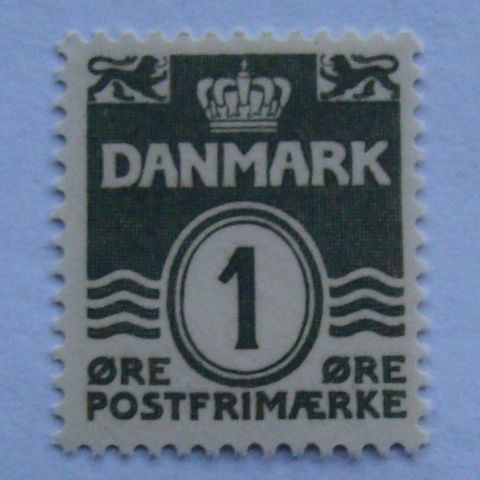 DANMARK
1
ØRE ØRE
POSTFRIMÆRKE